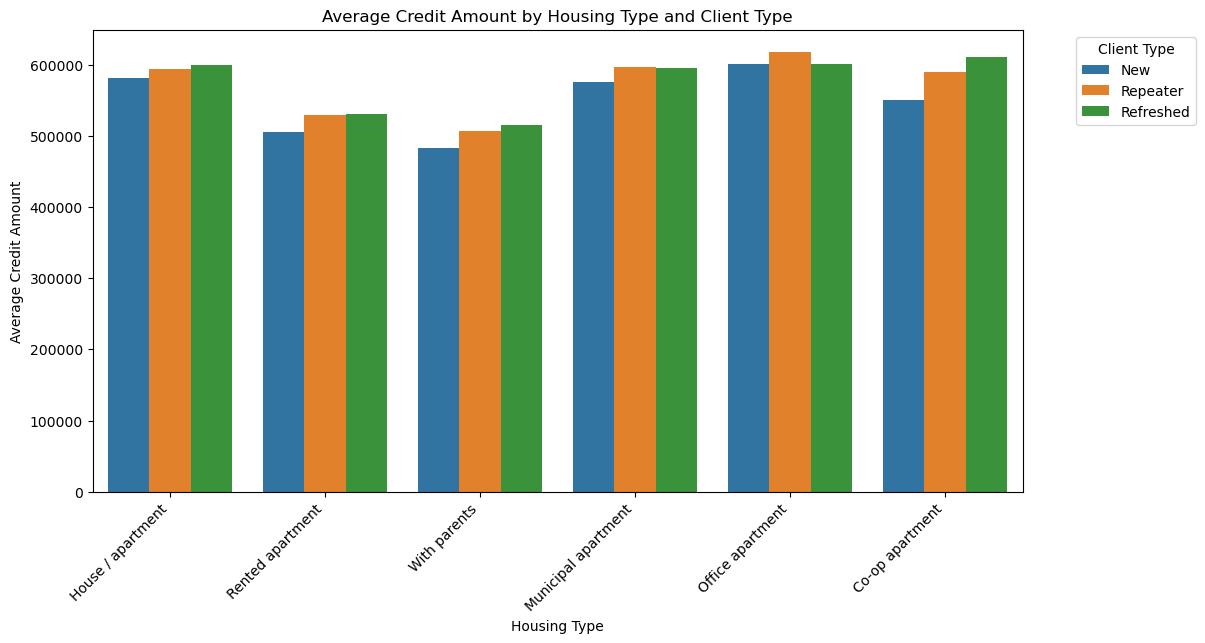 Average Credit Amount by Housing Type and Client Type
Client Type
New
Repeater
Refreshed
Average Credit Amount
600000
500000
400000
300000
200000
100000
0
House / apartment
Rented apartment
With parents
Municipal apartment
Office apartment
Co-op apartment
Housing Type